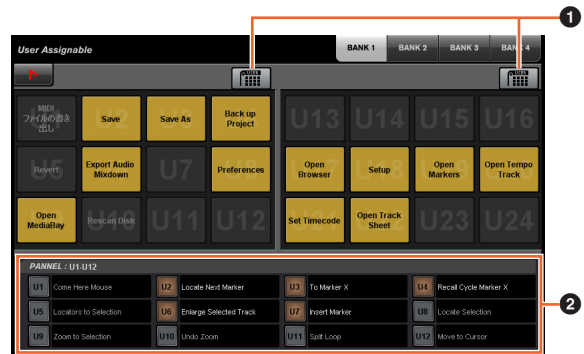 1
User Assignable
BANK 1
BANK 2
BANK 3
BANK 4
MIDI
ファイルの書き
出し
U2
Save
Save As
Back up
Project
U13
U14
U15
U16
U5
Revert
Export Audio
Mixdown
U7
Preferences
Open
Browser
U18
Setup
Open
Markers
Open Tempo
Track
Open
MediaBay
U10
Rescan Disk
U11
U12
Set Timecode
Open Track
Sheet
U23
U24
PANNEL : U1-U12
U1 Come Here Mouse
U2 Locate Next Marker
U3 To Marker X
U4 Recall Cycle Marker X
U5 Locators to Selection
U6 Enlarge Selected Track
U7 Insert Marker
U8 Locate Selection
U9 Zoom to Selection
U10 Undo Zoom
U11 Split Loop
U12 Move to Cursor
2